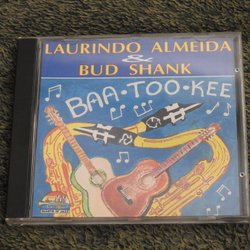 LAURINDO ALMEIDA
&
BUD SHANK
BAA•TOO•KEE